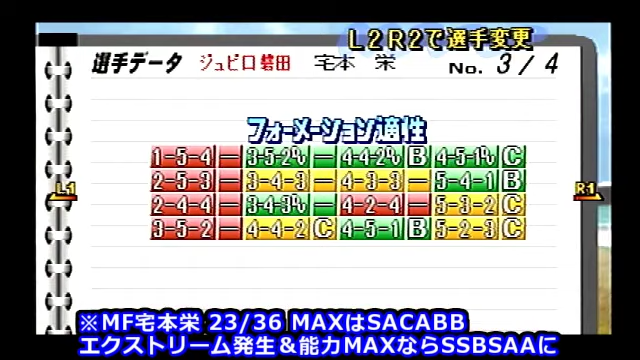 L2R2で選手変更
選手データ ジュビロ磐田 宅本 栄 No. 3/4
フォーメーション適性
1-5-4 — 3-5-2 — 4-4-2 B 4-5-1 C
L1 2-5-3 — 3-4-3 — 4-3-3 — 5-4-1 B R1
2-4-4 — 3-4-3 — 4-2-4 — 5-3-2 C
3-5-2 — 4-4-2 C 4-5-1 B 5-2-3 C
※MF宅本栄 23/36 MAXはSACABB
エクストリーム発生&能力MAXならSSBSAAに